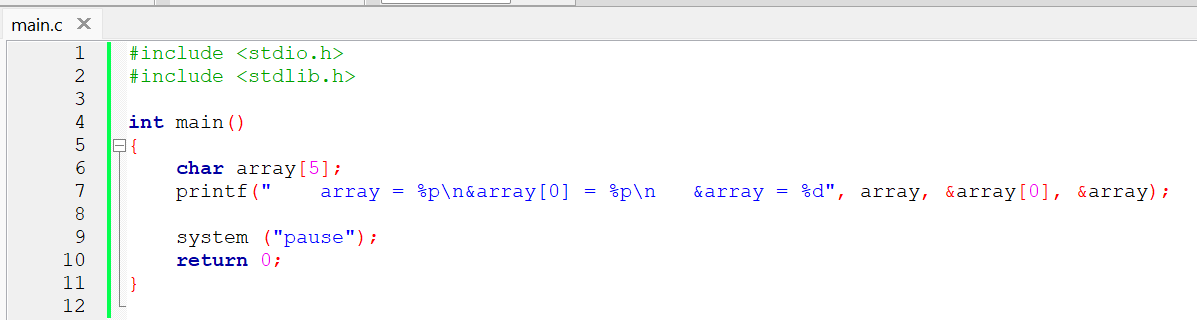 main.c
1 #include <stdio.h>
2 #include <stdlib.h>
3
4 int main()
5 {
6     char array[5];
7     printf("    array = %p\n&array[0] = %p\n   &array = %d", array, &array[0], &array);
8
9     system ("pause");
10     return 0;
11 }
12